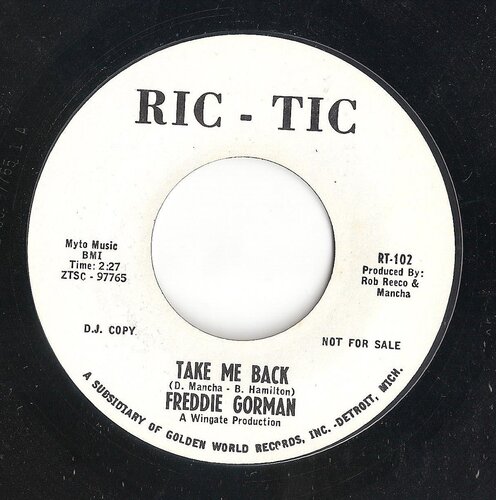 RIC - TIC
Myto Music
BMI
Time: 2:27
ZTSC - 97765
RT-102
Produced By:
Rob Reeco &
Mancha
D.J. COPY
NOT FOR SALE
TAKE ME BACK
(D. Mancha - B. Hamilton)
FREDDIE GORMAN
A Wingate Production
A SUBSIDIARY OF GOLDEN WORLD RECORDS, INC. -DETROIT, MICH.